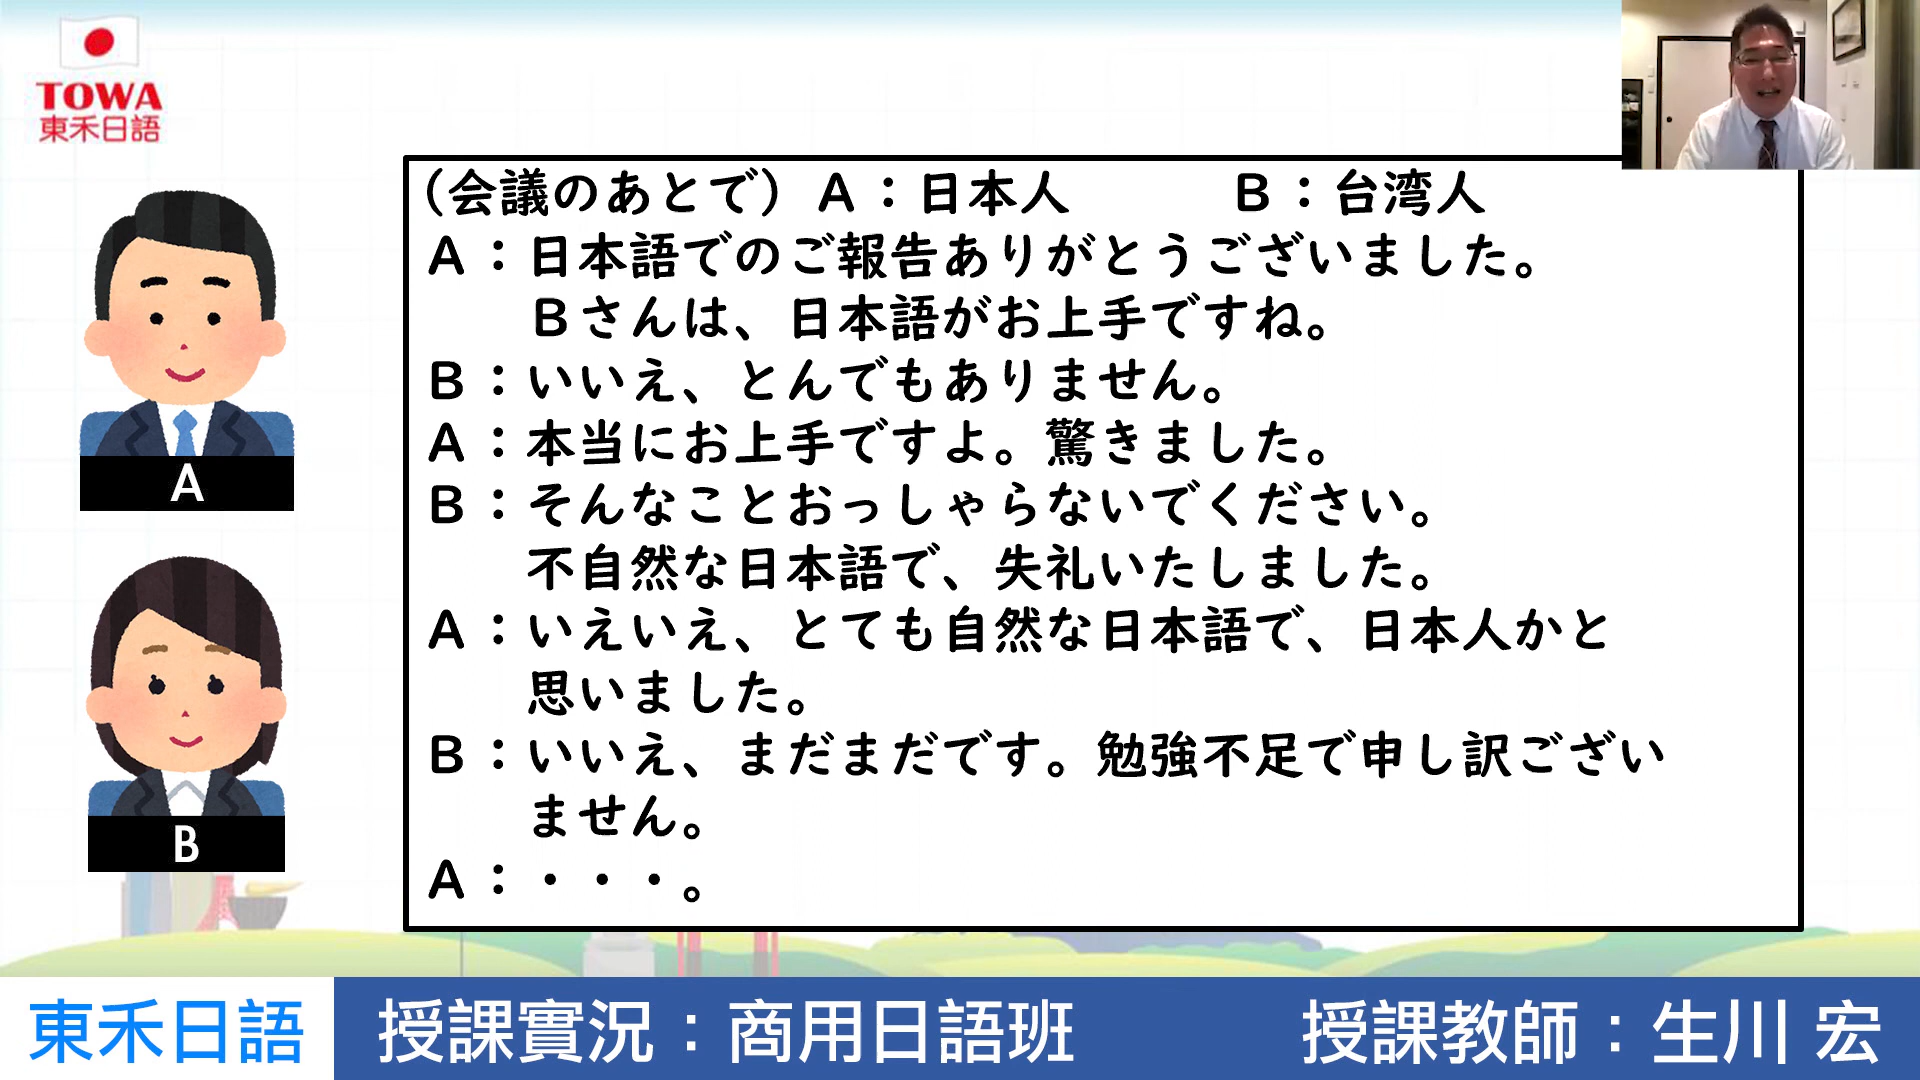 TOWA
東禾日語
（会議のあとで）A：日本人　B：台湾人
A：日本語でのご報告ありがとうございました。
Bさんは、日本語がお上手ですね。
B：いいえ、とんでもありません。
A：本当にお上手ですよ。驚きました。
B：そんなことおっしゃらないでください。
不自然な日本語で、失礼いたしました。
A：いえいえ、とても自然な日本語で、日本人かと
思いました。
B：いいえ、まだまだです。勉強不足で申し訳ござい
ません。
A：・・・。
A
B
東禾日語
授課實況：商用日語班
授課教師：生川 宏